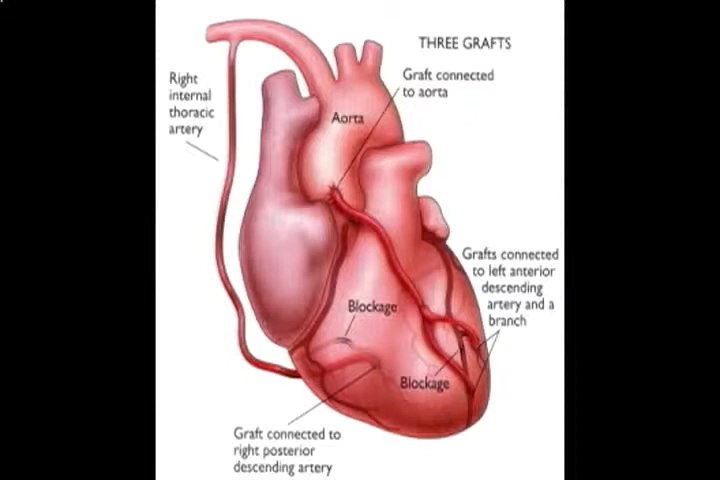 THREE GRAFTS
Right
internal
thoracic
artery
Graft connected
to aorta
Aorta
Grafts connected
to left anterior
descending
artery and a
branch
Blockage
Blockage
Graft connected to
right posterior
descending artery